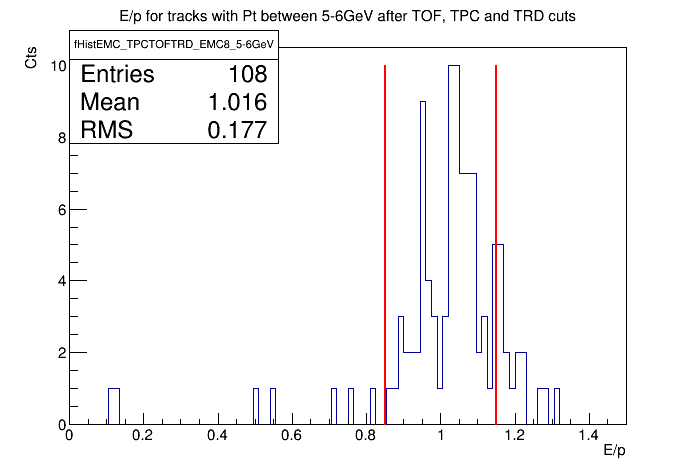 E/p for tracks with Pt between 5-6GeV after TOF, TPC and TRD cuts
Cts
fHistEMC_TPCTOFTRD_EMC8_5-6GeV
Entries 108
Mean 1.016
RMS 0.177
10
8
6
4
2
0
0 0.2 0.4 0.6 0.8 1 1.2 1.4
E/p